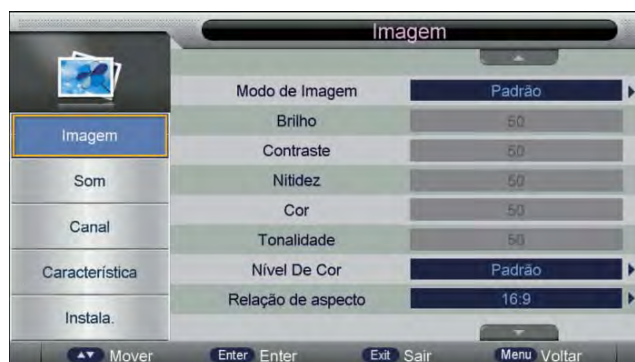 Imagem
Imagem
Som
Canal
Característica
Instala.
Modo de Imagem Padrão
Brilho 50
Contraste 50
Nitidez 50
Cor 50
Tonalidade 50
Nível De Cor Padrão
Relação de aspecto 16:9
Mover Enter Enter Exit Sair Menu Voltar